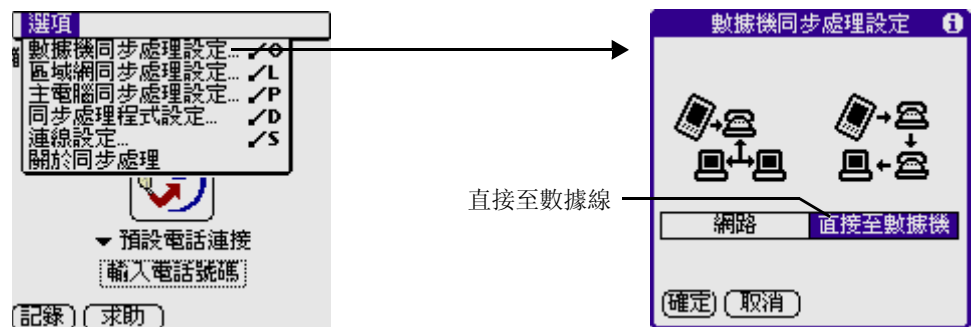 選項
數據機同步處理設定... ⁄O
區域網同步處理設定... ⁄L
主電腦同步處理設定... ⁄P
同步處理程式設定... ⁄D
連線設定... ⁄S
關於同步處理
預設電話連接
輸入電話號碼
記錄 求助
數據機同步處理設定
直接至數據線
網路 直接至數據機
確定 取消